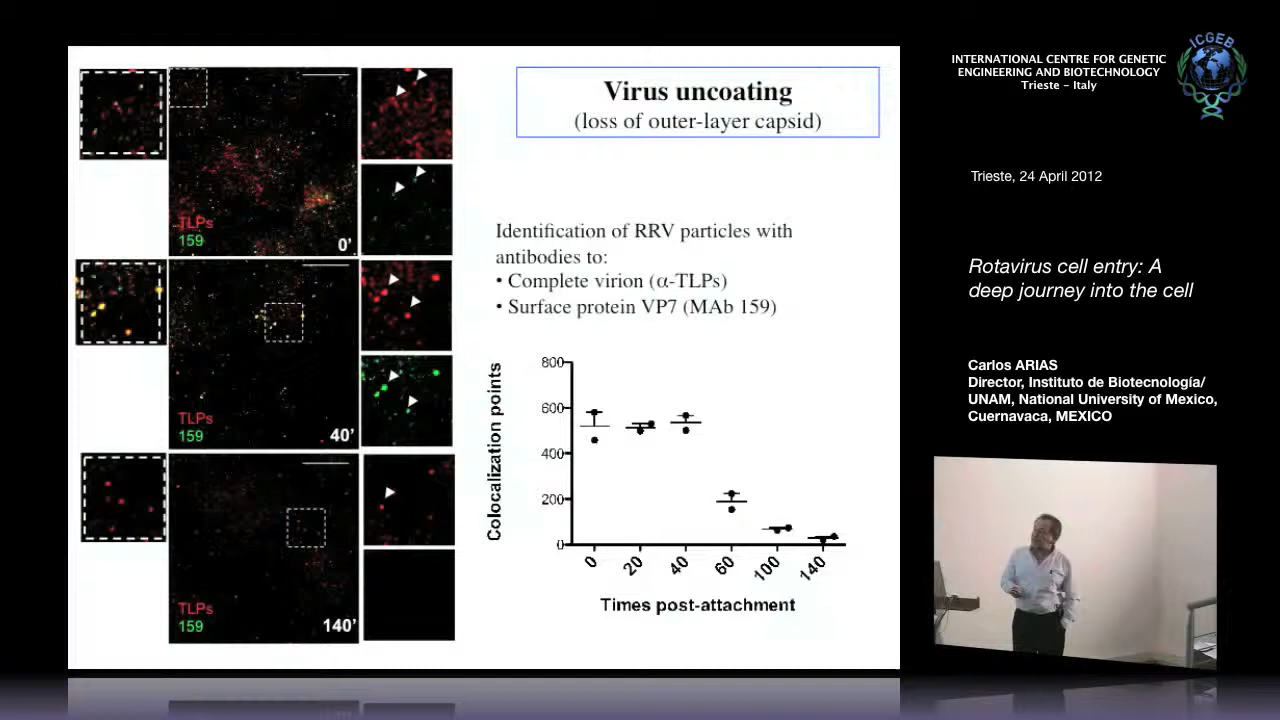 Virus uncoating
(loss of outer-layer capsid)
TLPs
159
0’
TLPs
159
40’
TLPs
159
140’
Identification of RRV particles with
antibodies to:
• Complete virion (α-TLPs)
• Surface protein VP7 (MAb 159)
Colocalization points
800
600
400
200
0
0
20
40
60
100
140
Times post-attachment
INTERNATIONAL CENTRE FOR GENETIC
ENGINEERING AND BIOTECHNOLOGY
Trieste - Italy
ICGEB
Trieste, 24 April 2012
Rotavirus cell entry: A
deep journey into the cell
Carlos ARIAS
Director, Instituto de Biotecnología/
UNAM, National University of Mexico,
Cuernavaca, MEXICO